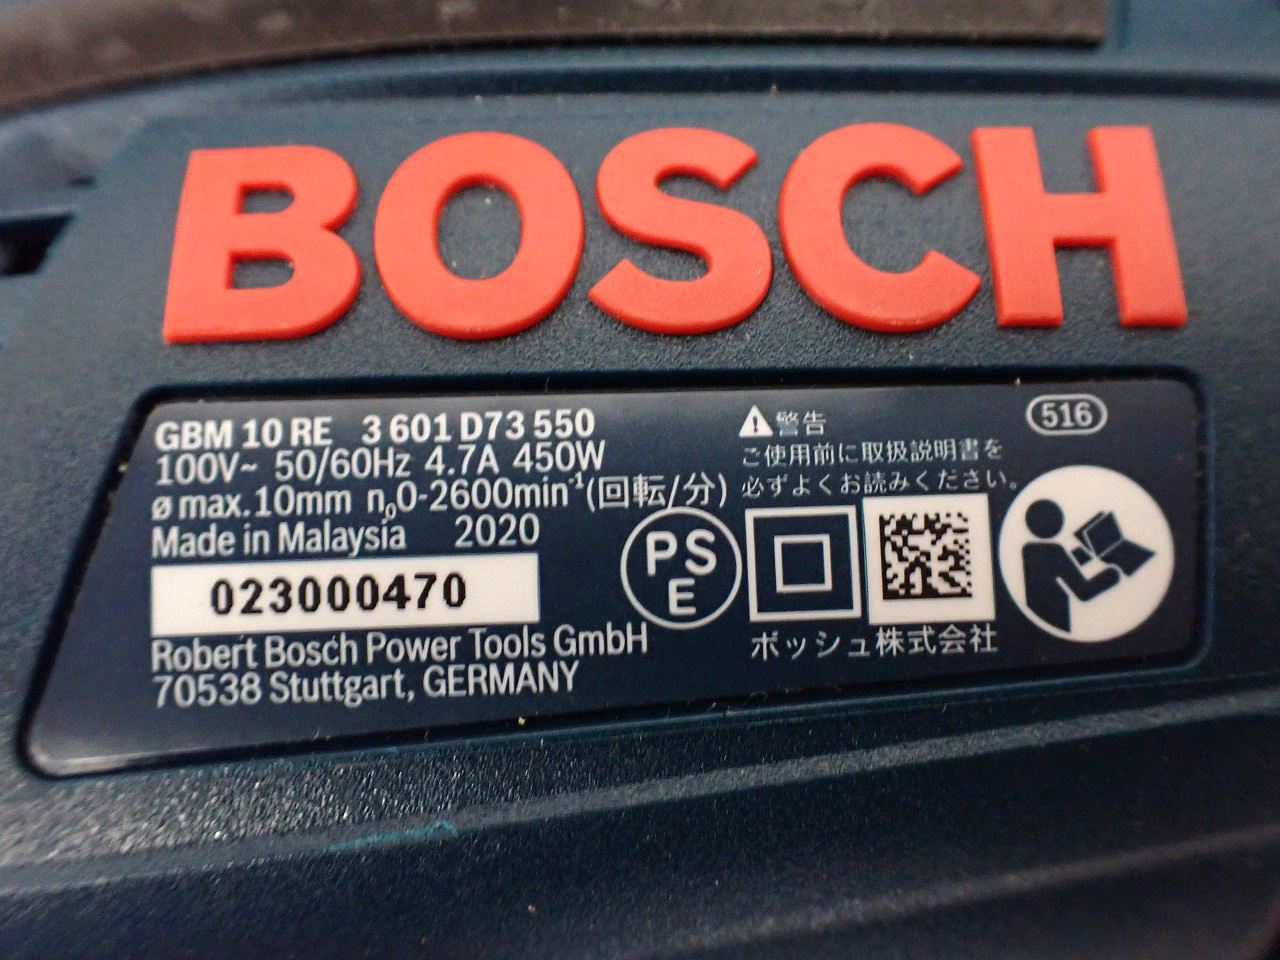 BOSCH
GBM 10 RE 3 601 D73 550
100V~ 50/60Hz 4.7A 450W
ø max.10mm n₀0-2600min⁻¹(回転/分)
Made in Malaysia 2020
023000470
Robert Bosch Power Tools GmbH
70538 Stuttgart, GERMANY
警告
ご使用前に取扱説明書を
必ずよくお読みください。
516
PS
E
ボッシュ株式会社